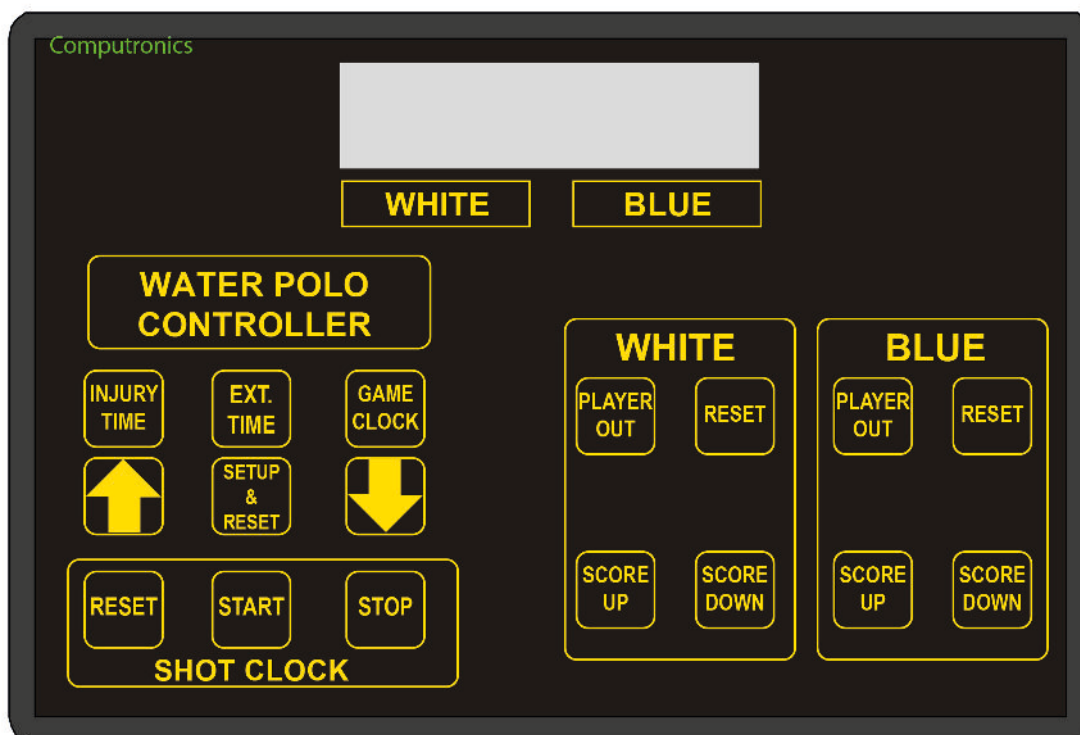 Computronics
WHITE
BLUE
WATER POLO
CONTROLLER
INJURY
TIME
EXT.
TIME
GAME
CLOCK
SETUP
&
RESET
RESET
START
STOP
SHOT CLOCK
WHITE
PLAYER
OUT
RESET
SCORE
UP
SCORE
DOWN
BLUE
PLAYER
OUT
RESET
SCORE
UP
SCORE
DOWN